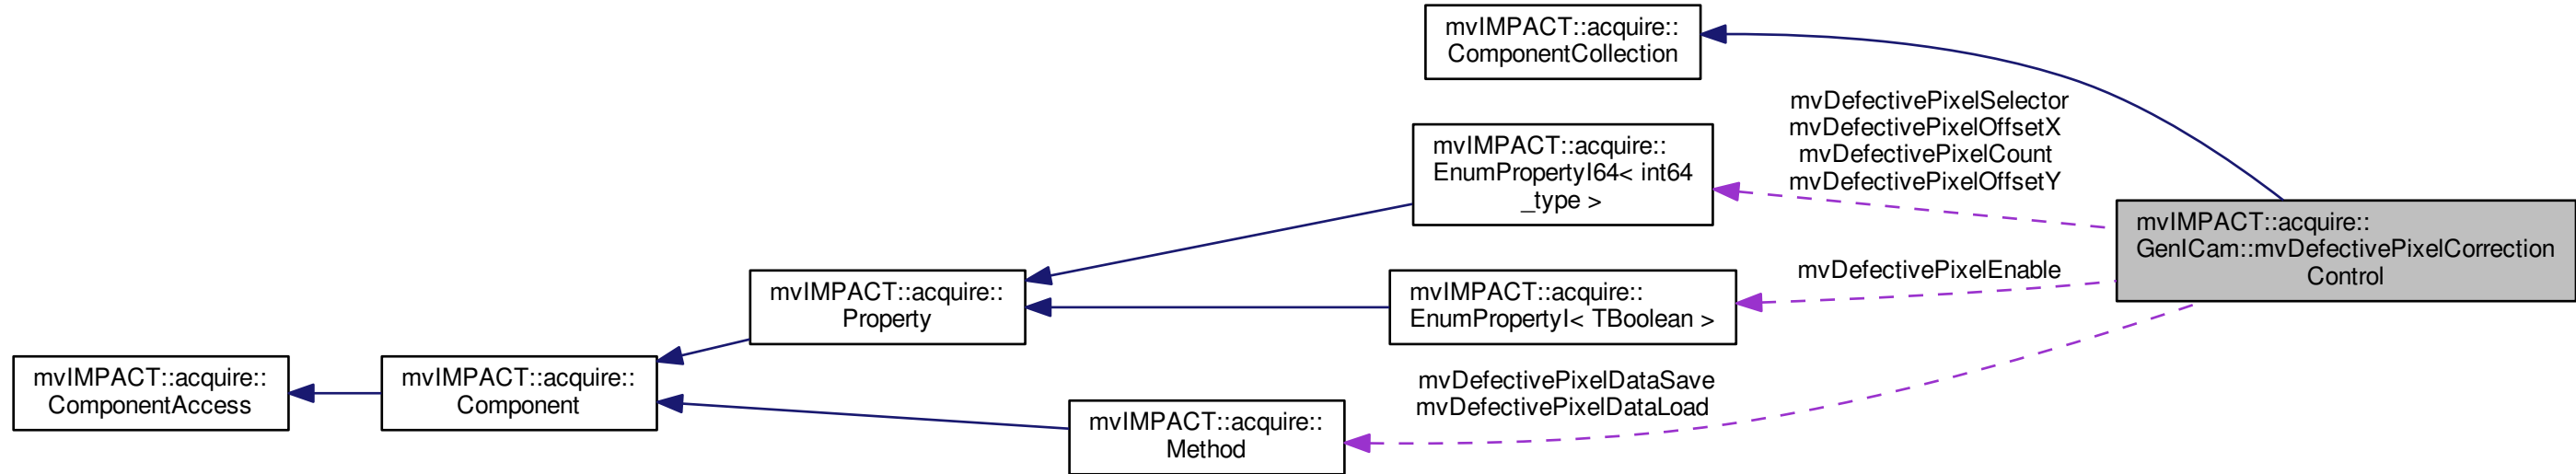 mvIMPACT::acquire::
ComponentCollection
mvDefectivePixelSelector
mvDefectivePixelOffsetX
mvDefectivePixelCount
mvDefectivePixelOffsetY
mvIMPACT::acquire::
EnumPropertyI64< int64
_type >
mvIMPACT::acquire::
GenICam::mvDefectivePixelCorrection
Control
mvDefectivePixelEnable
mvIMPACT::acquire::
Property
mvIMPACT::acquire::
EnumPropertyI< TBoolean >
mvIMPACT::acquire::
ComponentAccess
mvIMPACT::acquire::
Component
mvDefectivePixelDataSave
mvDefectivePixelDataLoad
mvIMPACT::acquire::
Method